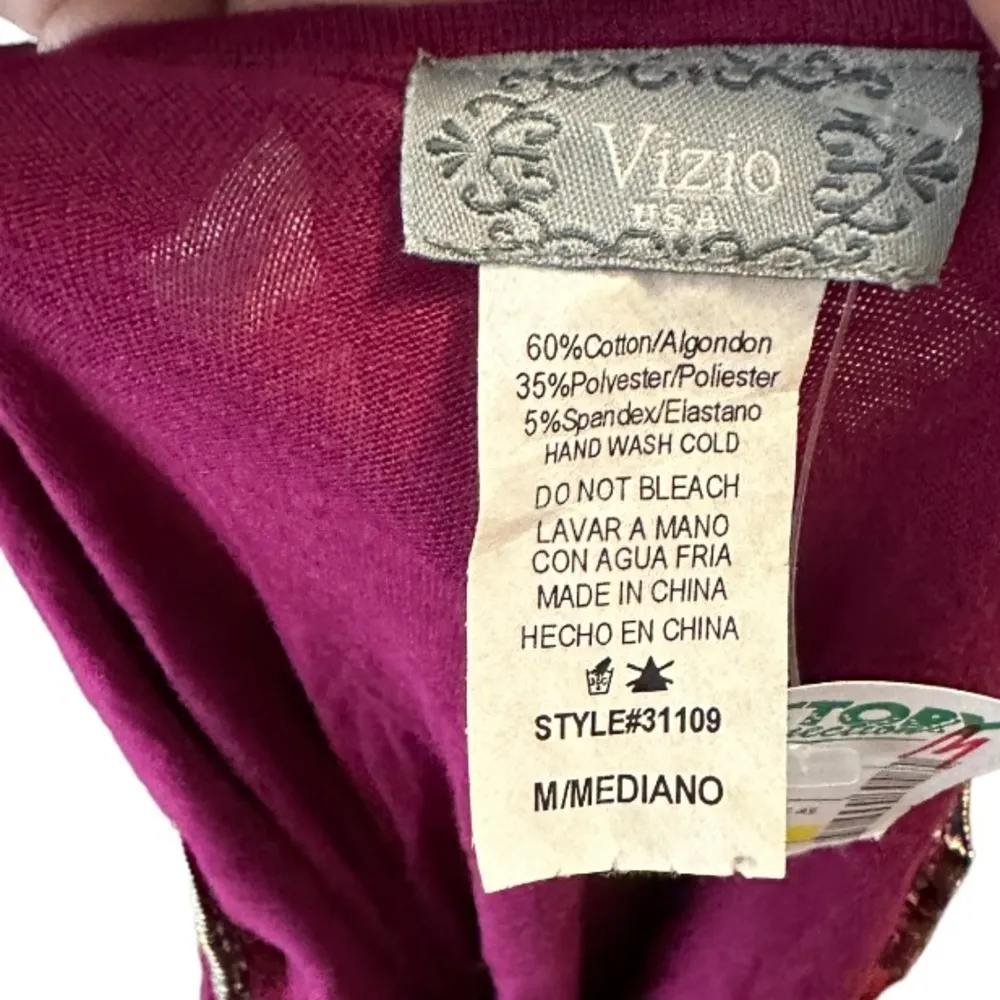 Vizio
USA
60%Cotton/Algondon
35%Polyester/Poliester
5%Spandex/Elastano
HAND WASH COLD
DO NOT BLEACH
LAVAR A MANO
CON AGUA FRIA
MADE IN CHINA
HECHO EN CHINA
STYLE#31109
M/MEDIANO
M